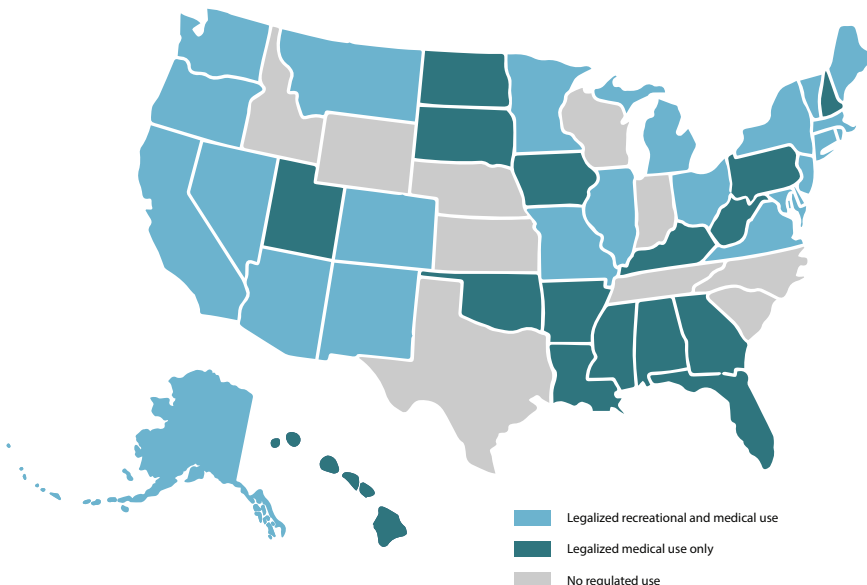 Legalized recreational and medical use
Legalized medical use only
No regulated use